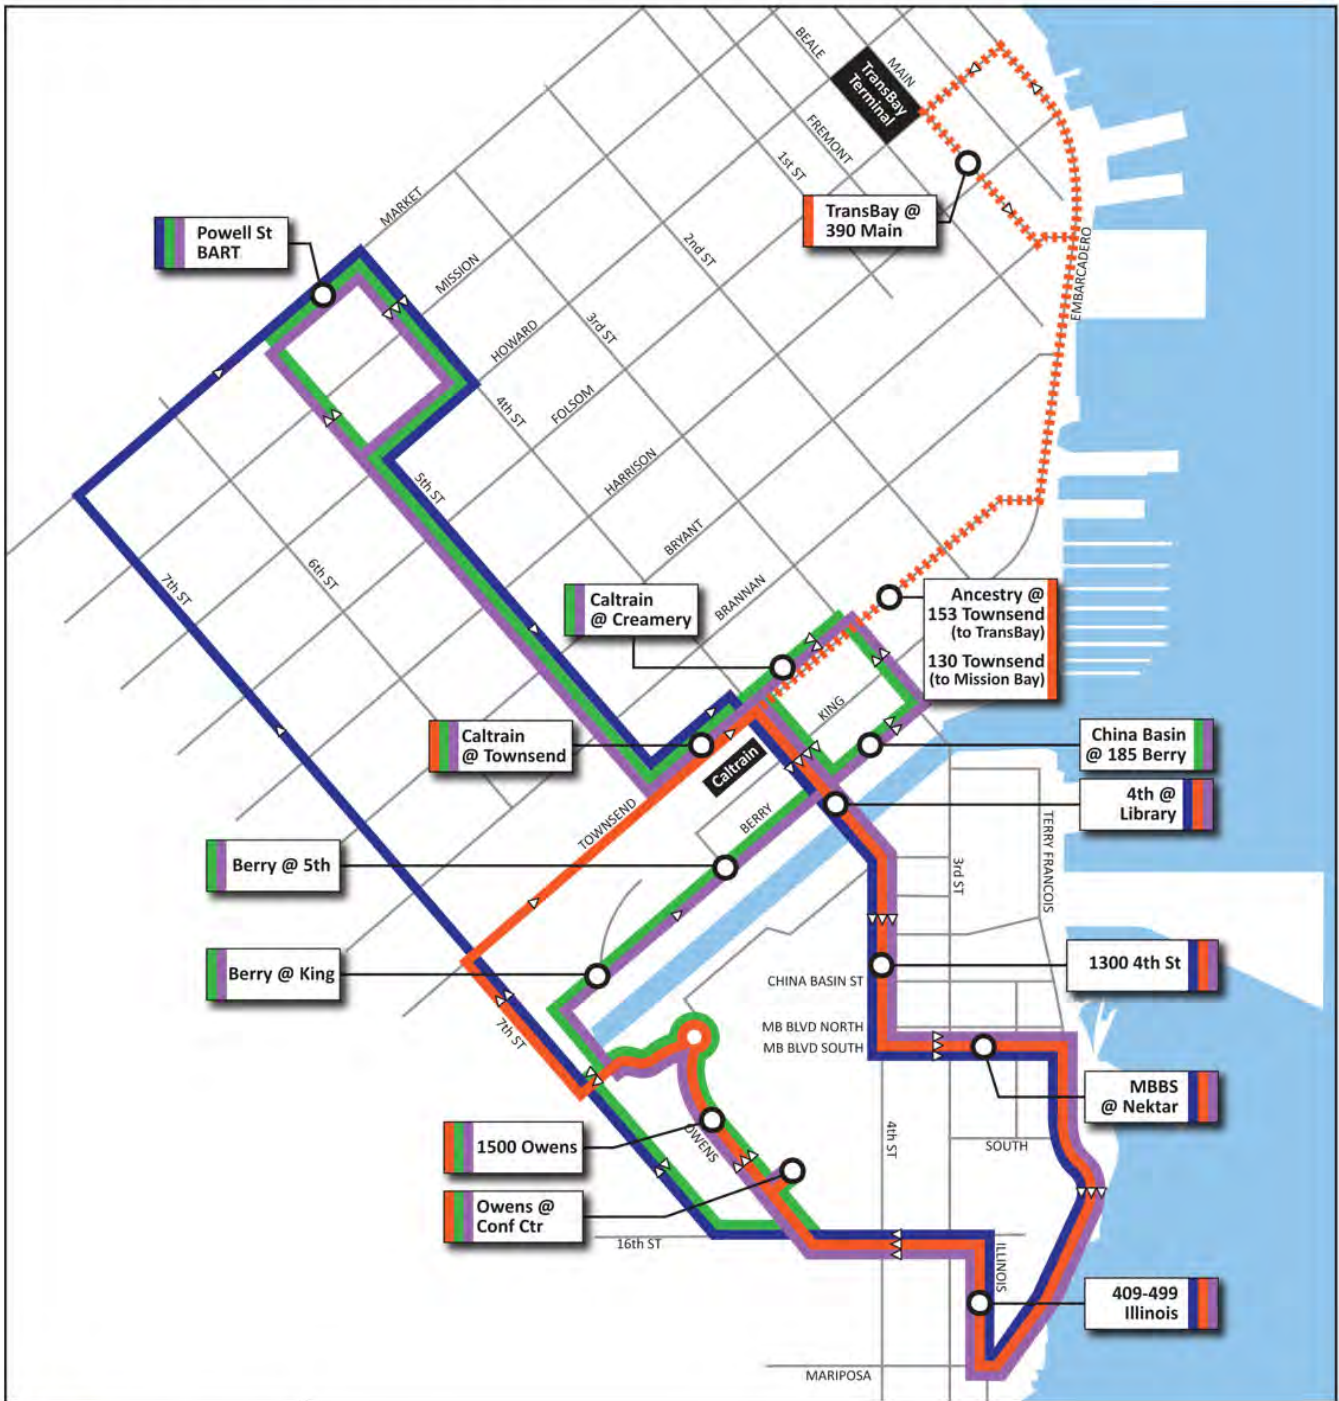 BEALE
MAIN
TransBay
Terminal
FREMONT
1st ST
MARKET
TransBay @
390 Main
Powell St
BART
2nd ST
MISSION
EMBARCADERO
3rd ST
HOWARD
4th ST
FOLSOM
HARRISON
5th ST
BRYANT
6th ST
7th ST
BRANNAN
Caltrain
@ Creamery
Ancestry @
153 Townsend
(to TransBay)
130 Townsend
(to Mission Bay)
KING
Caltrain
@ Townsend
Caltrain
China Basin
@ 185 Berry
4th @
Library
TOWNSEND
BERRY
TERRY FRANCOIS
Berry @ 5th
3rd ST
Berry @ King
1300 4th St
CHINA BASIN ST
7th ST
MB BLVD NORTH
MB BLVD SOUTH
MBBS
@ Nektar
1500 Owens
OWENS
4th ST
SOUTH
Owens @
Conf Ctr
16th ST
ILLINOIS
409-499
Illinois
MARIPOSA